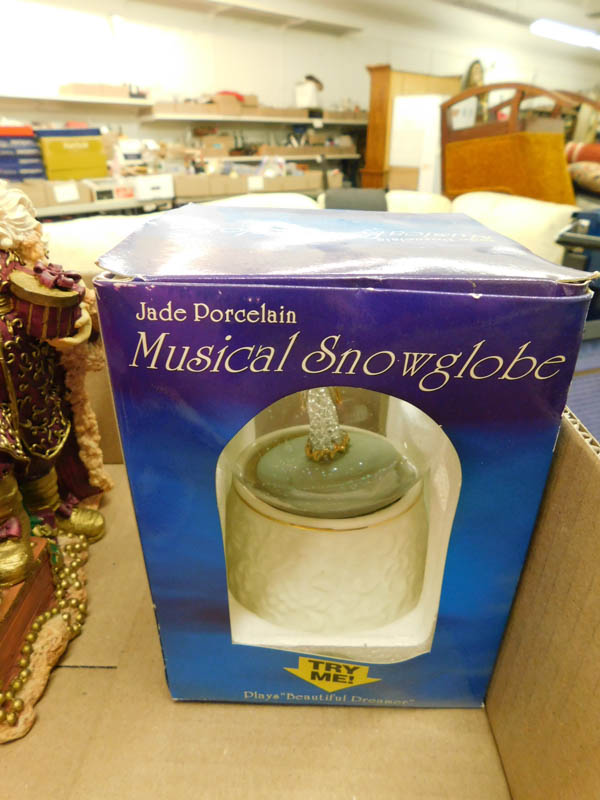 Jade Porcelain
Musical Snowglobe
TRY
ME!
Plays "Beautiful Dreamer"